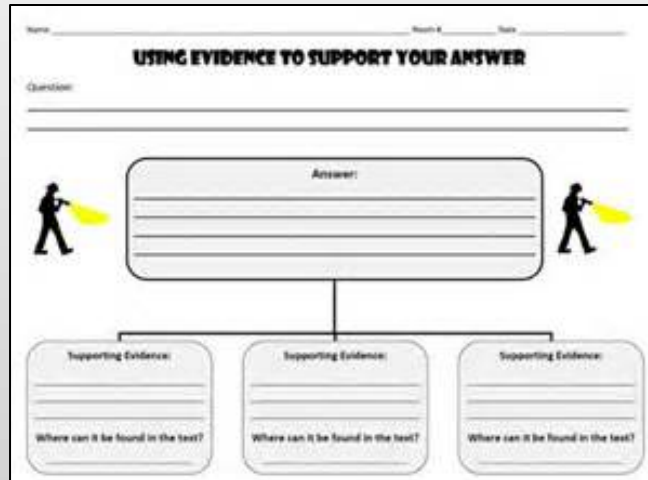 Name Room # Date
USING EVIDENCE TO SUPPORT YOUR ANSWER
Question:
Answer:
Supporting Evidence: Supporting Evidence: Supporting Evidence:
Where can it be found in the text? Where can it be found in the text? Where can it be found in the text?